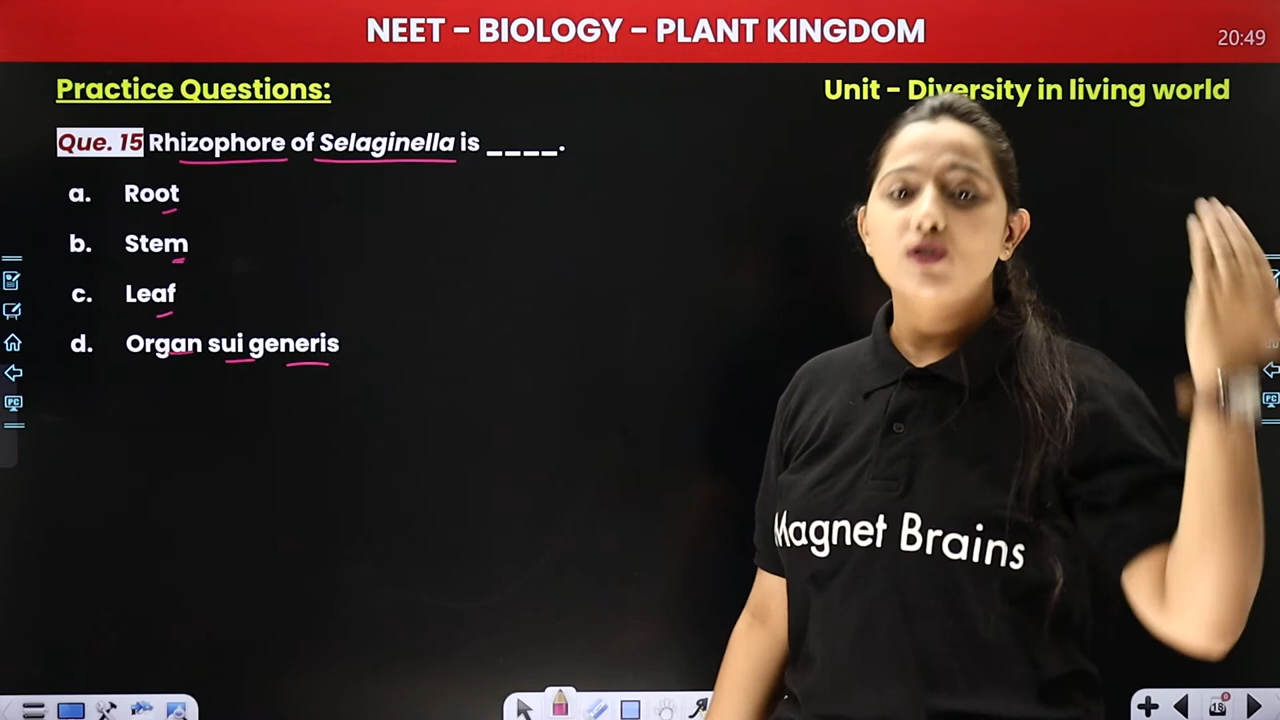 NEET - BIOLOGY - PLANT KINGDOM
20:49
Practice Questions:
Unit - Diversity in living world
Que. 15 Rhizophore of Selaginella is ____.
a. Root
b. Stem
c. Leaf
d. Organ sui generis
Magnet Brains